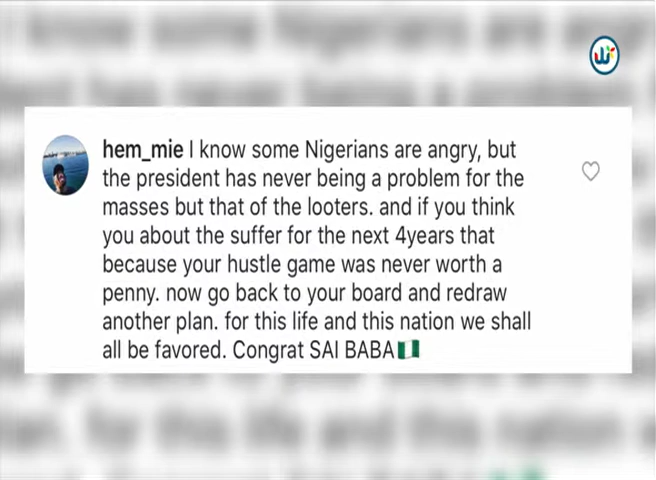 hem_mie I know some Nigerians are angry, but
the president has never being a problem for the
masses but that of the looters. and if you think
you about the suffer for the next 4years that
because your hustle game was never worth a
penny. now go back to your board and redraw
another plan. for this life and this nation we shall
all be favored. Congrat SAI BABA🇳🇬